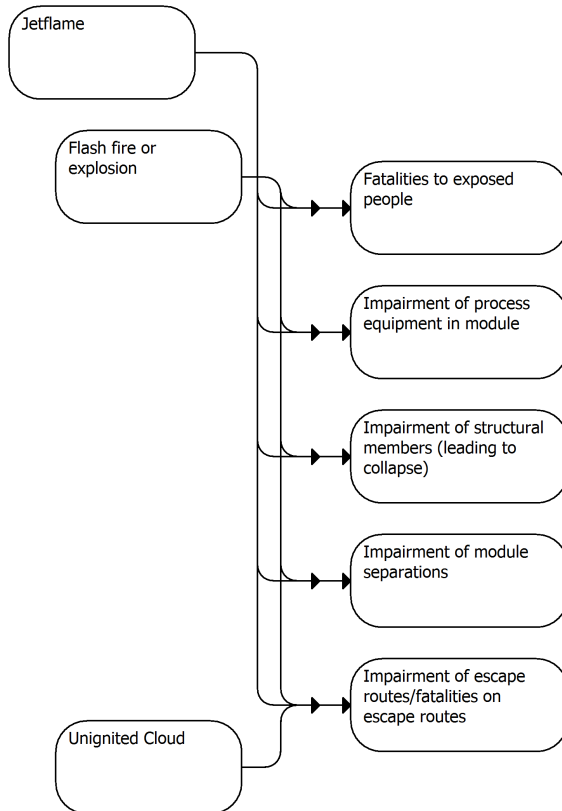 Jetflame
Flash fire or
explosion
Fatalities to exposed
people
Impairment of process
equipment in module
Impairment of structural
members (leading to
collapse)
Impairment of module
separations
Impairment of escape
routes/fatalities on
escape routes
Unignited Cloud